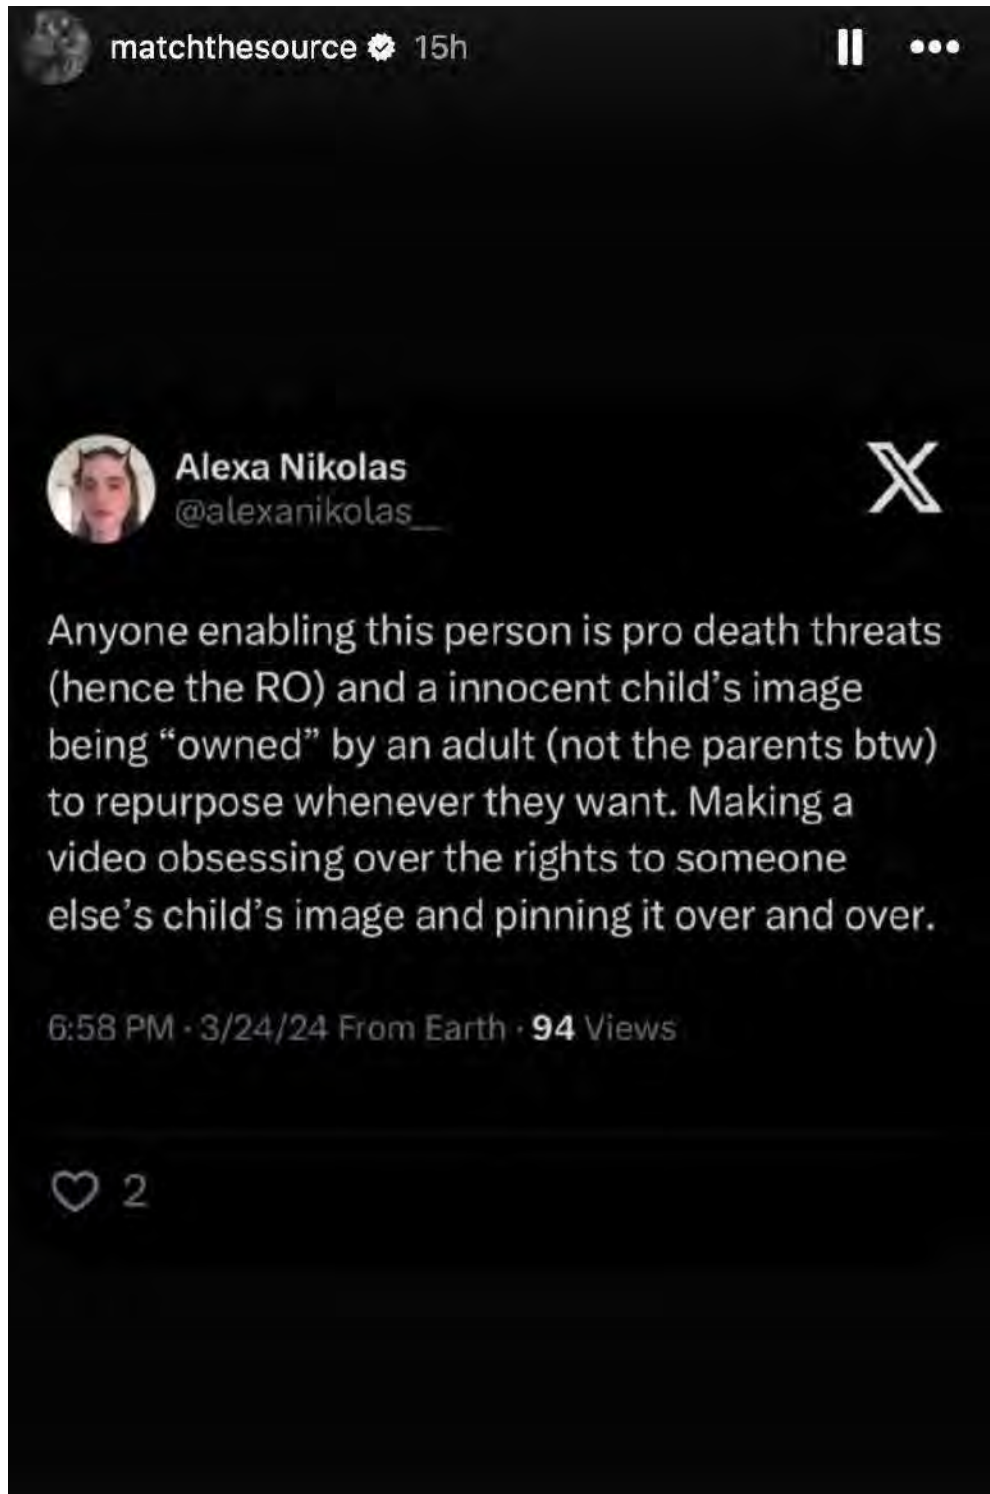 matchthesource 15h
Alexa Nikolas
@alexanikolas__
Anyone enabling this person is pro death threats
(hence the RO) and a innocent child’s image
being “owned” by an adult (not the parents btw)
to repurpose whenever they want. Making a
video obsessing over the rights to someone
else’s child’s image and pinning it over and over.
6:58 PM · 3/24/24 From Earth · 94 Views
2